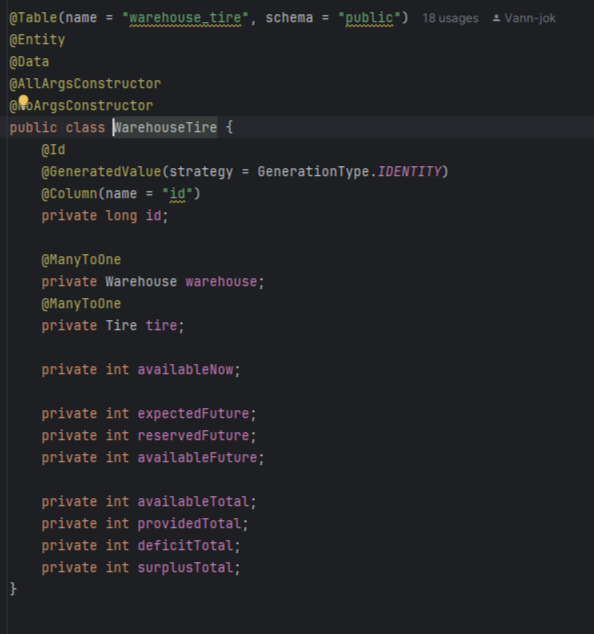 @Table(name = "warehouse_tire", schema = "public") 18 usages Vann-jok
@Entity
@Data
@AllArgsConstructor
@NoArgsConstructor
public class WarehouseTire {
@Id
@GeneratedValue(strategy = GenerationType.IDENTITY)
@Column(name = "id")
private long id;
@ManyToOne
private Warehouse warehouse;
@ManyToOne
private Tire tire;
private int availableNow;
private int expectedFuture;
private int reservedFuture;
private int availableFuture;
private int availableTotal;
private int providedTotal;
private int deficitTotal;
private int surplusTotal;
}